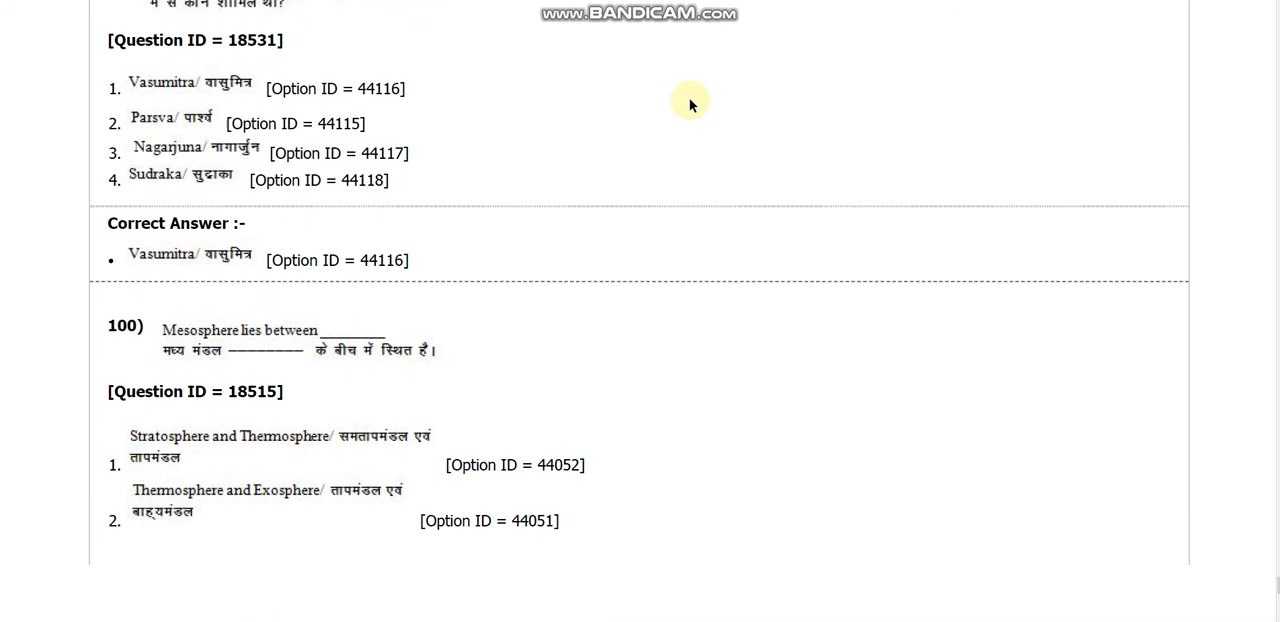 www.BANDICAM.com
में से कौन शामिल था?
[Question ID = 18531]
1. Vasumitra/ वासुमित्र [Option ID = 44116]
2. Parsva/ पार्श्व [Option ID = 44115]
3. Nagarjuna/ नागार्जुन [Option ID = 44117]
4. Sudraka/ सुद्राका [Option ID = 44118]
Correct Answer :-
• Vasumitra/ वासुमित्र [Option ID = 44116]
100) Mesosphere lies between ________
मध्य मंडल ———— के बीच में स्थित है।
[Question ID = 18515]
Stratosphere and Thermosphere/ समतापमंडल एवं
1. तापमंडल [Option ID = 44052]
Thermosphere and Exosphere/ तापमंडल एवं
2. बाह्यमंडल [Option ID = 44051]